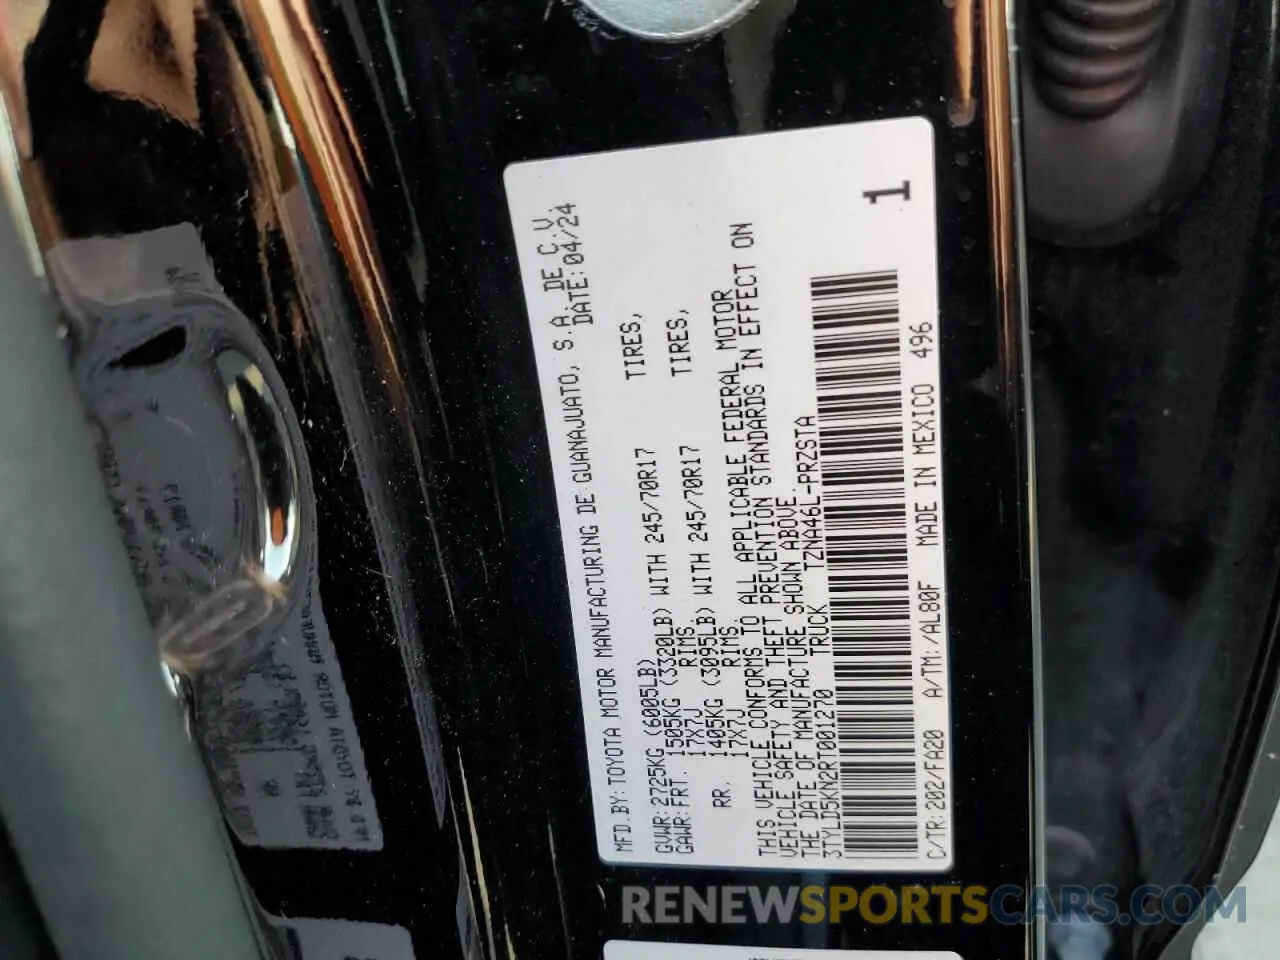 MFD.BY:TOYOTA MOTOR MANUFACTURING DE GUANAJUATO, S.A. DE C.V.
DATE:04/24
GVWR:2725KG (6005LB)
GAWR:FRT. 1505KG (3320LB) WITH 245/70R17 TIRES,
17X7J RIMS.
RR. 1405KG (3095LB) WITH 245/70R17 TIRES,
17X7J RIMS.
THIS VEHICLE CONFORMS TO ALL APPLICABLE FEDERAL MOTOR
VEHICLE SAFETY AND THEFT PREVENTION STANDARDS IN EFFECT ON
THE DATE OF MANUFACTURE SHOWN ABOVE.
3TYLD5KN2RT001270 TRUCK TZNA46L-PRZSTA
C/TR:202/FA20 A/TM:/AL80F MADE IN MEXICO 496
1
RENEWSPORTSCARS.COM